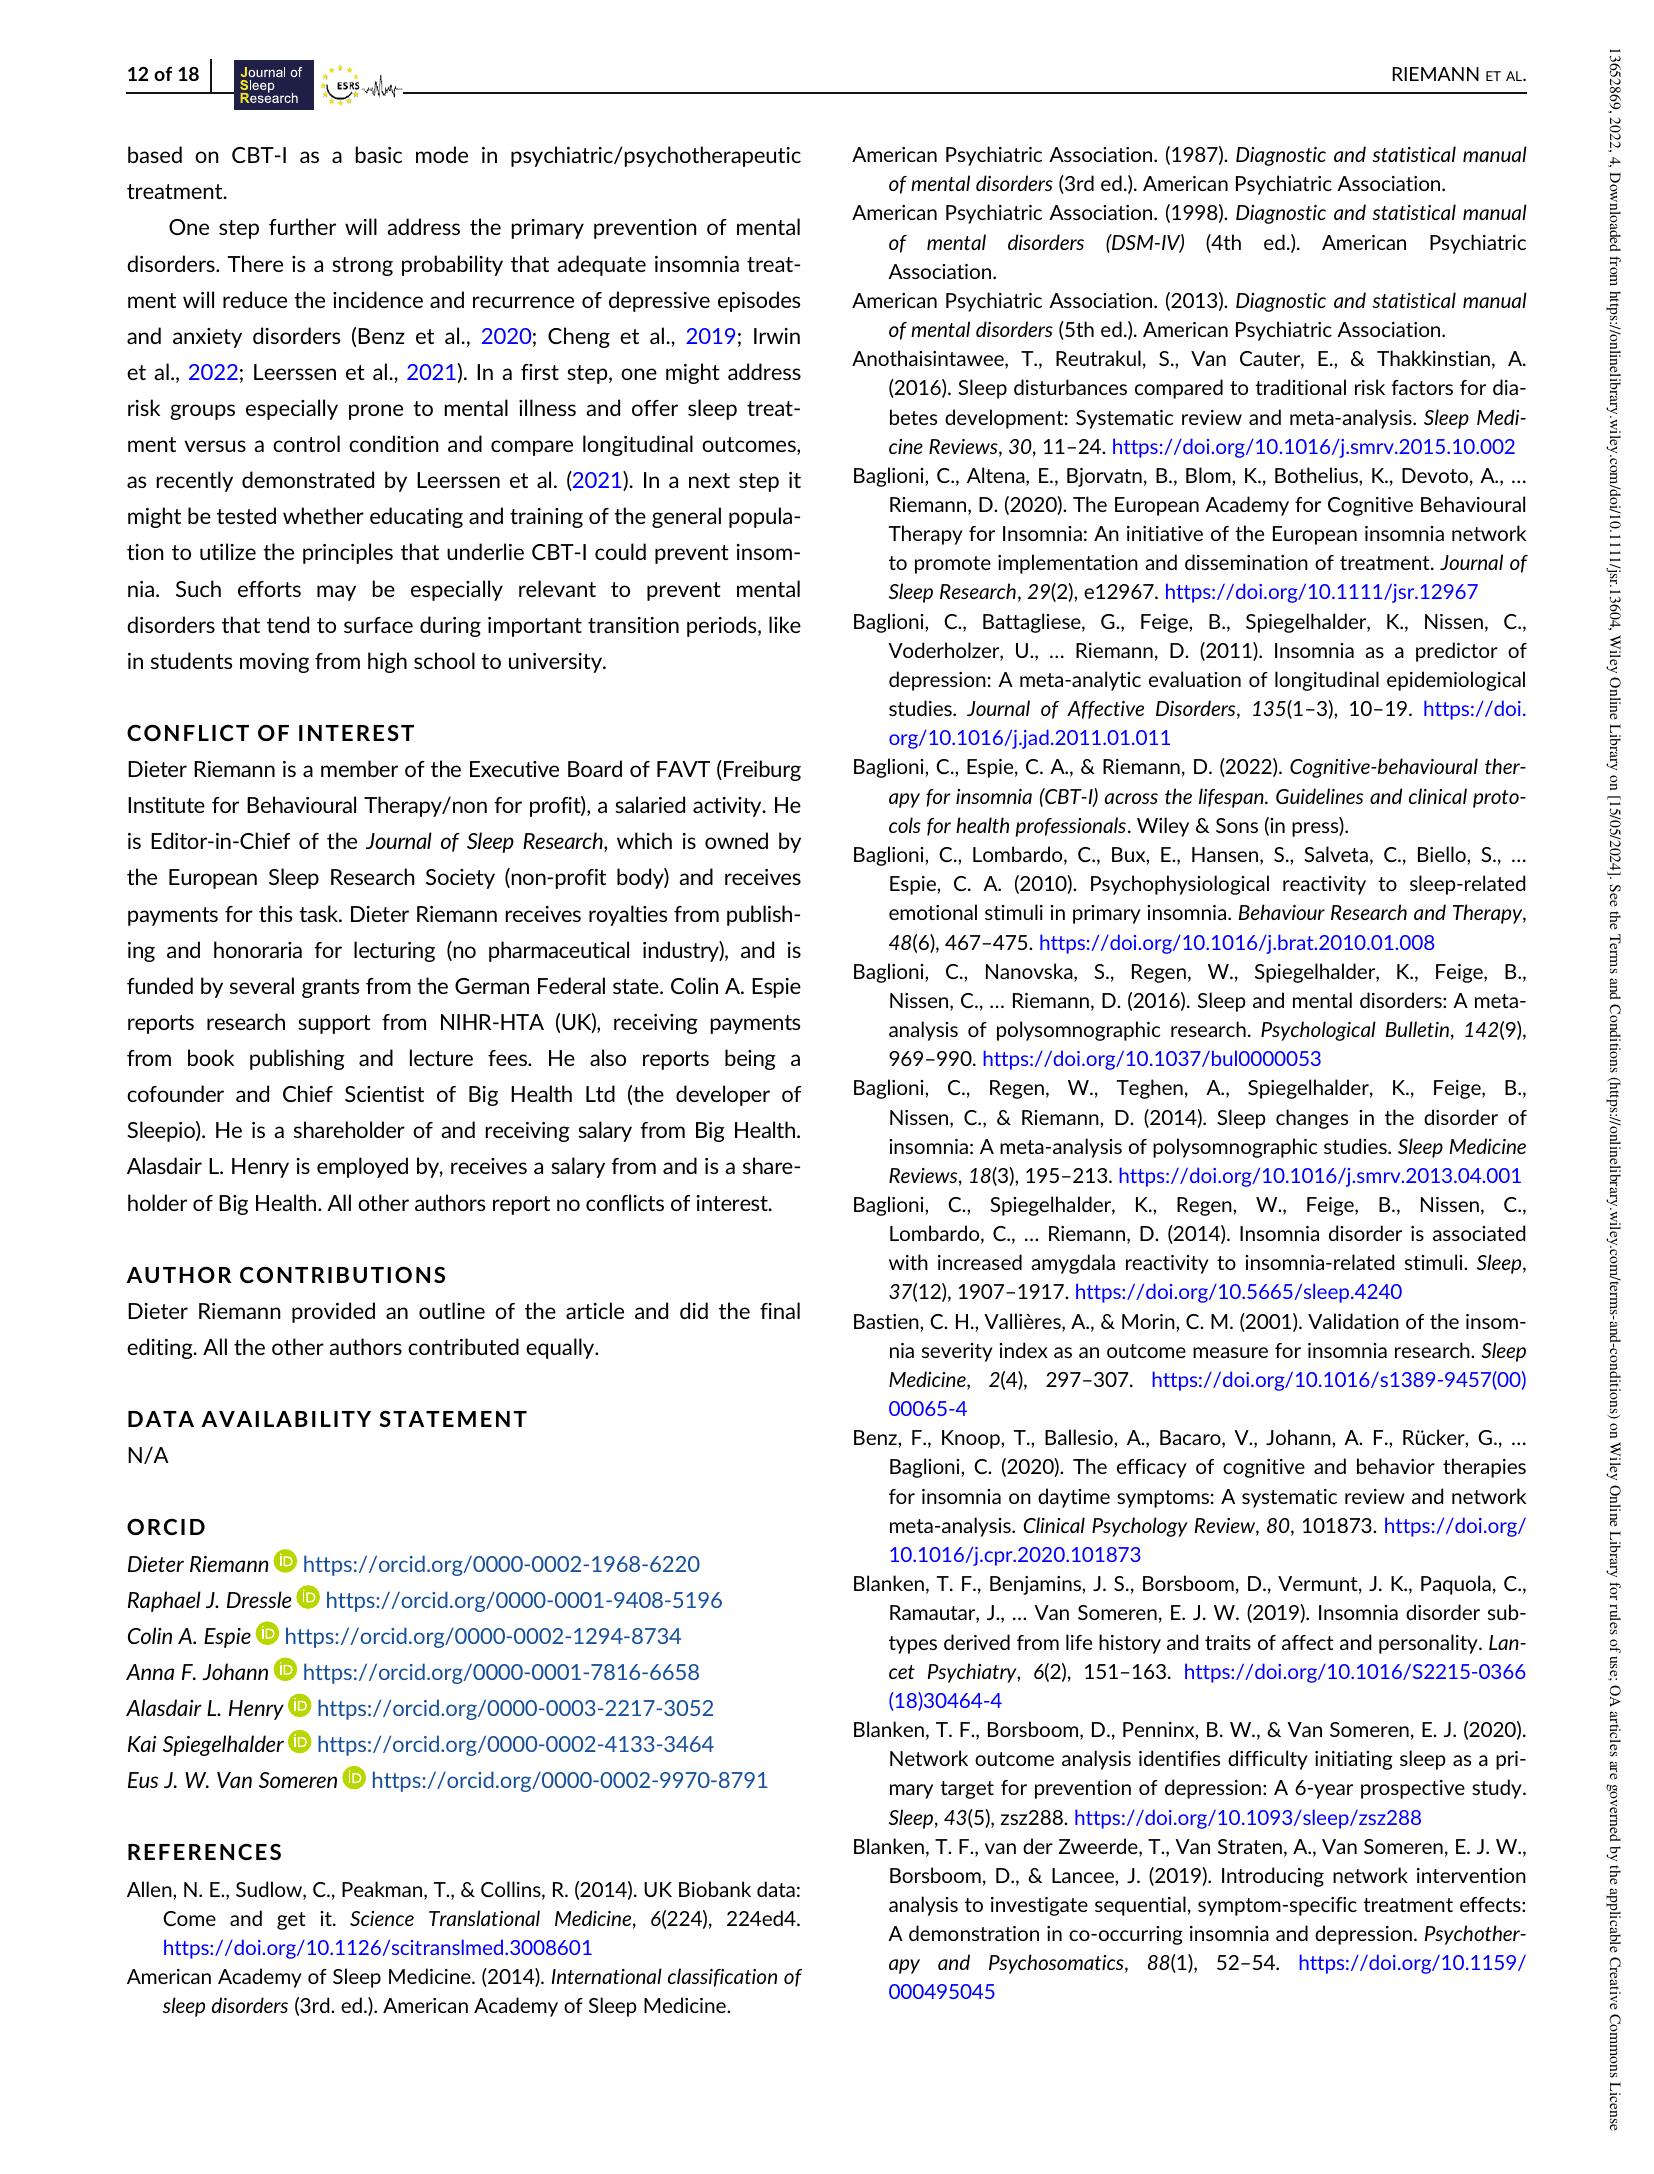 12 of 18
Journal of
Sleep
Research
ESRS
RIEMANN ET AL.
based on CBT-I as a basic mode in psychiatric/psychotherapeutic
treatment.
One step further will address the primary prevention of mental
disorders. There is a strong probability that adequate insomnia treat-
ment will reduce the incidence and recurrence of depressive episodes
and anxiety disorders (Benz et al., 2020; Cheng et al., 2019; Irwin
et al., 2022; Leerssen et al., 2021). In a first step, one might address
risk groups especially prone to mental illness and offer sleep treat-
ment versus a control condition and compare longitudinal outcomes,
as recently demonstrated by Leerssen et al. (2021). In a next step it
might be tested whether educating and training of the general popula-
tion to utilize the principles that underlie CBT-I could prevent insom-
nia. Such efforts may be especially relevant to prevent mental
disorders that tend to surface during important transition periods, like
in students moving from high school to university.
CONFLICT OF INTEREST
Dieter Riemann is a member of the Executive Board of FAVT (Freiburg
Institute for Behavioural Therapy/non for profit), a salaried activity. He
is Editor-in-Chief of the Journal of Sleep Research, which is owned by
the European Sleep Research Society (non-profit body) and receives
payments for this task. Dieter Riemann receives royalties from publish-
ing and honoraria for lecturing (no pharmaceutical industry), and is
funded by several grants from the German Federal state. Colin A. Espie
reports research support from NIHR-HTA (UK), receiving payments
from book publishing and lecture fees. He also reports being a
cofounder and Chief Scientist of Big Health Ltd (the developer of
Sleepio). He is a shareholder of and receiving salary from Big Health.
Alasdair L. Henry is employed by, receives a salary from and is a share-
holder of Big Health. All other authors report no conflicts of interest.
AUTHOR CONTRIBUTIONS
Dieter Riemann provided an outline of the article and did the final
editing. All the other authors contributed equally.
DATA AVAILABILITY STATEMENT
N/A
ORCID
Dieter Riemann iD https://orcid.org/0000-0002-1968-6220
Raphael J. Dressle iD https://orcid.org/0000-0001-9408-5196
Colin A. Espie iD https://orcid.org/0000-0002-1294-8734
Anna F. Johann iD https://orcid.org/0000-0001-7816-6658
Alasdair L. Henry iD https://orcid.org/0000-0003-2217-3052
Kai Spiegelhalder iD https://orcid.org/0000-0002-4133-3464
Eus J. W. Van Someren iD https://orcid.org/0000-0002-9970-8791
REFERENCES
Allen, N. E., Sudlow, C., Peakman, T., & Collins, R. (2014). UK Biobank data:
Come and get it. Science Translational Medicine, 6(224), 224ed4.
https://doi.org/10.1126/scitranslmed.3008601
American Academy of Sleep Medicine. (2014). International classification of
sleep disorders (3rd. ed.). American Academy of Sleep Medicine.
American Psychiatric Association. (1987). Diagnostic and statistical manual
of mental disorders (3rd ed.). American Psychiatric Association.
American Psychiatric Association. (1998). Diagnostic and statistical manual
of mental disorders (DSM-IV) (4th ed.). American Psychiatric
Association.
American Psychiatric Association. (2013). Diagnostic and statistical manual
of mental disorders (5th ed.). American Psychiatric Association.
Anothaisintawee, T., Reutrakul, S., Van Cauter, E., & Thakkinstian, A.
(2016). Sleep disturbances compared to traditional risk factors for dia-
betes development: Systematic review and meta-analysis. Sleep Medi-
cine Reviews, 30, 11–24. https://doi.org/10.1016/j.smrv.2015.10.002
Baglioni, C., Altena, E., Bjorvatn, B., Blom, K., Bothelius, K., Devoto, A., …
Riemann, D. (2020). The European Academy for Cognitive Behavioural
Therapy for Insomnia: An initiative of the European insomnia network
to promote implementation and dissemination of treatment. Journal of
Sleep Research, 29(2), e12967. https://doi.org/10.1111/jsr.12967
Baglioni, C., Battagliese, G., Feige, B., Spiegelhalder, K., Nissen, C.,
Voderholzer, U., … Riemann, D. (2011). Insomnia as a predictor of
depression: A meta-analytic evaluation of longitudinal epidemiological
studies. Journal of Affective Disorders, 135(1–3), 10–19. https://doi.
org/10.1016/j.jad.2011.01.011
Baglioni, C., Espie, C. A., & Riemann, D. (2022). Cognitive-behavioural ther-
apy for insomnia (CBT-I) across the lifespan. Guidelines and clinical proto-
cols for health professionals. Wiley & Sons (in press).
Baglioni, C., Lombardo, C., Bux, E., Hansen, S., Salveta, C., Biello, S., …
Espie, C. A. (2010). Psychophysiological reactivity to sleep-related
emotional stimuli in primary insomnia. Behaviour Research and Therapy,
48(6), 467–475. https://doi.org/10.1016/j.brat.2010.01.008
Baglioni, C., Nanovska, S., Regen, W., Spiegelhalder, K., Feige, B.,
Nissen, C., … Riemann, D. (2016). Sleep and mental disorders: A meta-
analysis of polysomnographic research. Psychological Bulletin, 142(9),
969–990. https://doi.org/10.1037/bul0000053
Baglioni, C., Regen, W., Teghen, A., Spiegelhalder, K., Feige, B.,
Nissen, C., & Riemann, D. (2014). Sleep changes in the disorder of
insomnia: A meta-analysis of polysomnographic studies. Sleep Medicine
Reviews, 18(3), 195–213. https://doi.org/10.1016/j.smrv.2013.04.001
Baglioni, C., Spiegelhalder, K., Regen, W., Feige, B., Nissen, C.,
Lombardo, C., … Riemann, D. (2014). Insomnia disorder is associated
with increased amygdala reactivity to insomnia-related stimuli. Sleep,
37(12), 1907–1917. https://doi.org/10.5665/sleep.4240
Bastien, C. H., Vallières, A., & Morin, C. M. (2001). Validation of the insom-
nia severity index as an outcome measure for insomnia research. Sleep
Medicine, 2(4), 297–307. https://doi.org/10.1016/s1389-9457(00)
00065-4
Benz, F., Knoop, T., Ballesio, A., Bacaro, V., Johann, A. F., Rücker, G., …
Baglioni, C. (2020). The efficacy of cognitive and behavior therapies
for insomnia on daytime symptoms: A systematic review and network
meta-analysis. Clinical Psychology Review, 80, 101873. https://doi.org/
10.1016/j.cpr.2020.101873
Blanken, T. F., Benjamins, J. S., Borsboom, D., Vermunt, J. K., Paquola, C.,
Ramautar, J., … Van Someren, E. J. W. (2019). Insomnia disorder sub-
types derived from life history and traits of affect and personality. Lan-
cet Psychiatry, 6(2), 151–163. https://doi.org/10.1016/S2215-0366
(18)30464-4
Blanken, T. F., Borsboom, D., Penninx, B. W., & Van Someren, E. J. (2020).
Network outcome analysis identifies difficulty initiating sleep as a pri-
mary target for prevention of depression: A 6-year prospective study.
Sleep, 43(5), zsz288. https://doi.org/10.1093/sleep/zsz288
Blanken, T. F., van der Zweerde, T., Van Straten, A., Van Someren, E. J. W.,
Borsboom, D., & Lancee, J. (2019). Introducing network intervention
analysis to investigate sequential, symptom-specific treatment effects:
A demonstration in co-occurring insomnia and depression. Psychother-
apy and Psychosomatics, 88(1), 52–54. https://doi.org/10.1159/
000495045
13652869, 2022, 4, Downloaded from https://onlinelibrary.wiley.com/doi/10.1111/jsr.13604, Wiley Online Library on [15/05/2024]. See the Terms and Conditions (https://onlinelibrary.wiley.com/terms-and-conditions) on Wiley Online Library for rules of use; OA articles are governed by the applicable Creative Commons License